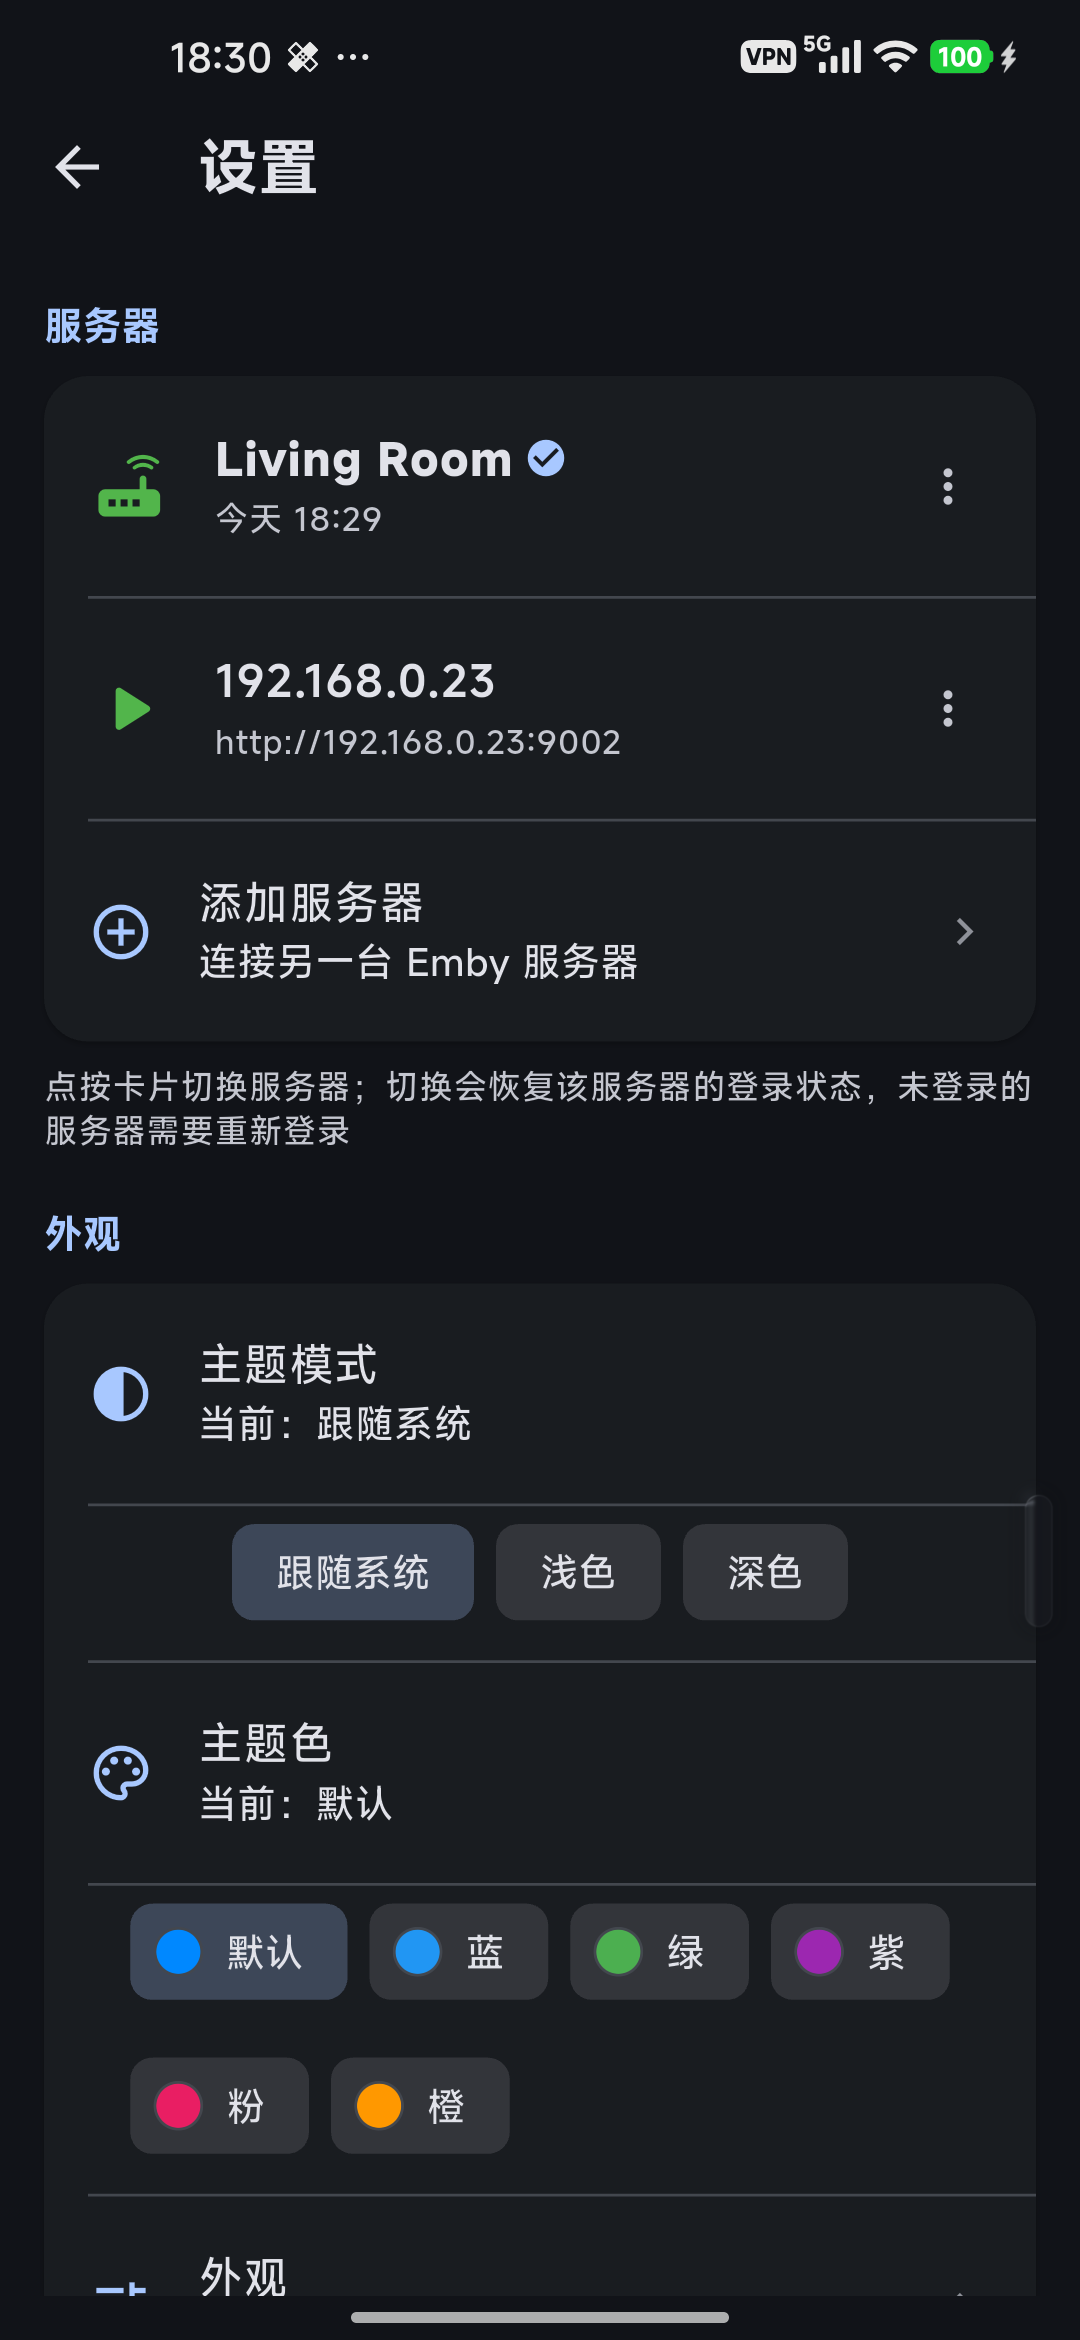 18:30
VPN 5G 100
设置
服务器
Living Room
今天 18:29
192.168.0.23
http://192.168.0.23:9002
添加服务器
连接另一台 Emby 服务器
点按卡片切换服务器；切换会恢复该服务器的登录状态，未登录的
服务器需要重新登录
外观
主题模式
当前：跟随系统
跟随系统 浅色 深色
主题色
当前：默认
默认 蓝 绿 紫
粉 橙
外观